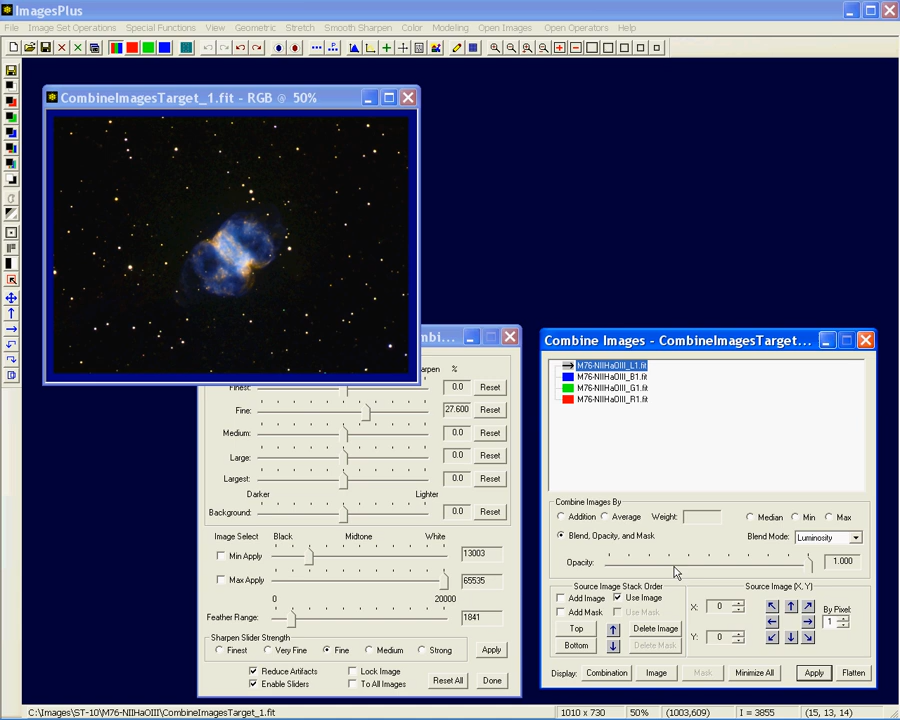 ImagesPlus
File Image Set Operations Special Functions View Geometric Stretch Smooth Sharpen Color Modeling Open Images Open Operators Help
CombineImagesTarget_1.fit - RGB @ 50%
mbi...
harpen %
Finest: 0.0 Reset
Fine: 27.600 Reset
Medium: 0.0 Reset
Large: 0.0 Reset
Largest: 0.0 Reset
Darker Lighter
Background: 0.0 Reset
Image Select Black Midtone White
Min Apply 13003
Max Apply 65535
0 20000
Feather Range: 1841
Sharpen Slider Strength
Finest Very Fine Fine Medium Strong Apply
Reduce Artifacts Lock Image
Enable Sliders To All Images Reset All Done
Combine Images - CombineImagesTarget...
M76-NIIHaOIII_L1.fit
M76-NIIHaOIII_B1.fit
M76-NIIHaOIII_G1.fit
M76-NIIHaOIII_R1.fit
Combine Images By
Addition Average Weight: Median Min Max
Blend, Opacity, and Mask Blend Mode: Luminosity
Opacity: 1.000
Source Image Stack Order Source Image (X, Y)
Add Image Use Image X: 0 By Pixel:
Add Mask Use Mask 1
Top Delete Image
Bottom Delete Mask Y: 0
Display: Combination Image Mask Minimize All Apply Flatten
C:\Images\ST-10\M76-NIIHaOIII\CombineImagesTarget_1.fit 1010 x 730 50% (1003,609) I = 3855 (15, 13, 14)